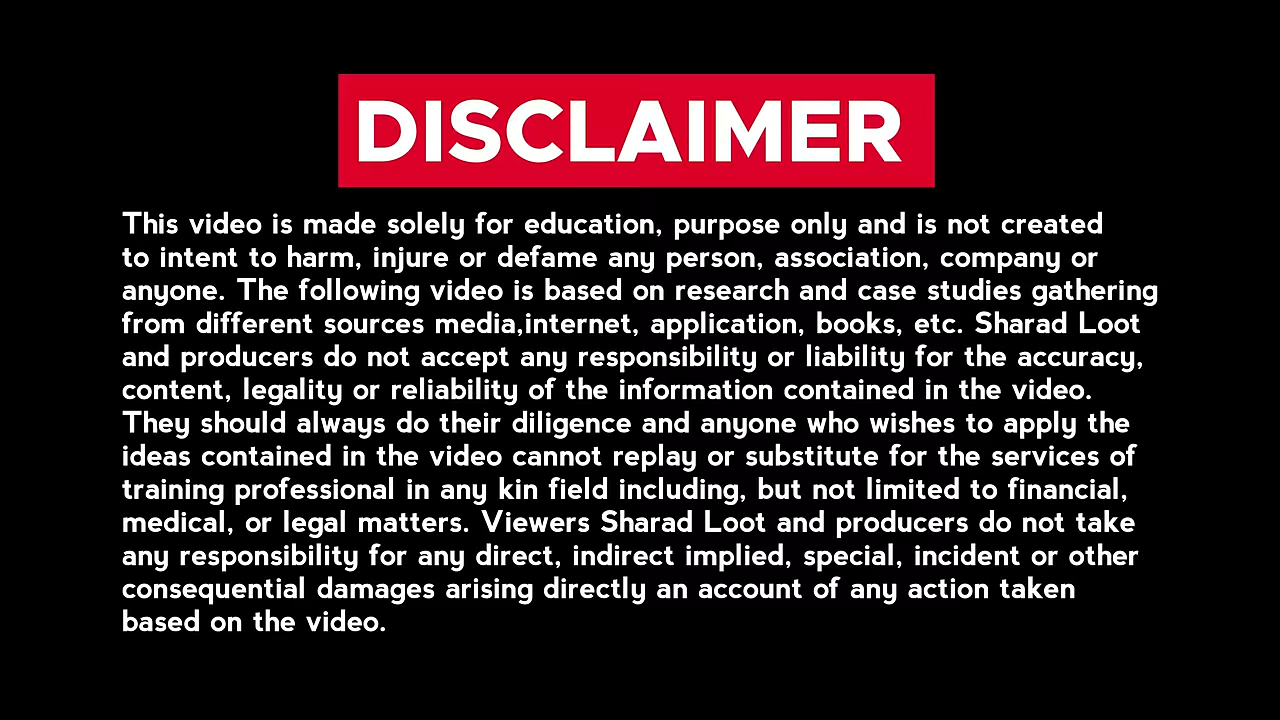 DISCLAIMER
This video is made solely for education, purpose only and is not created
to intent to harm, injure or defame any person, association, company or
anyone. The following video is based on research and case studies gathering
from different sources media,internet, application, books, etc. Sharad Loot
and producers do not accept any responsibility or liability for the accuracy,
content, legality or reliability of the information contained in the video.
They should always do their diligence and anyone who wishes to apply the
ideas contained in the video cannot replay or substitute for the services of
training professional in any kin field including, but not limited to financial,
medical, or legal matters. Viewers Sharad Loot and producers do not take
any responsibility for any direct, indirect implied, special, incident or other
consequential damages arising directly an account of any action taken
based on the video.